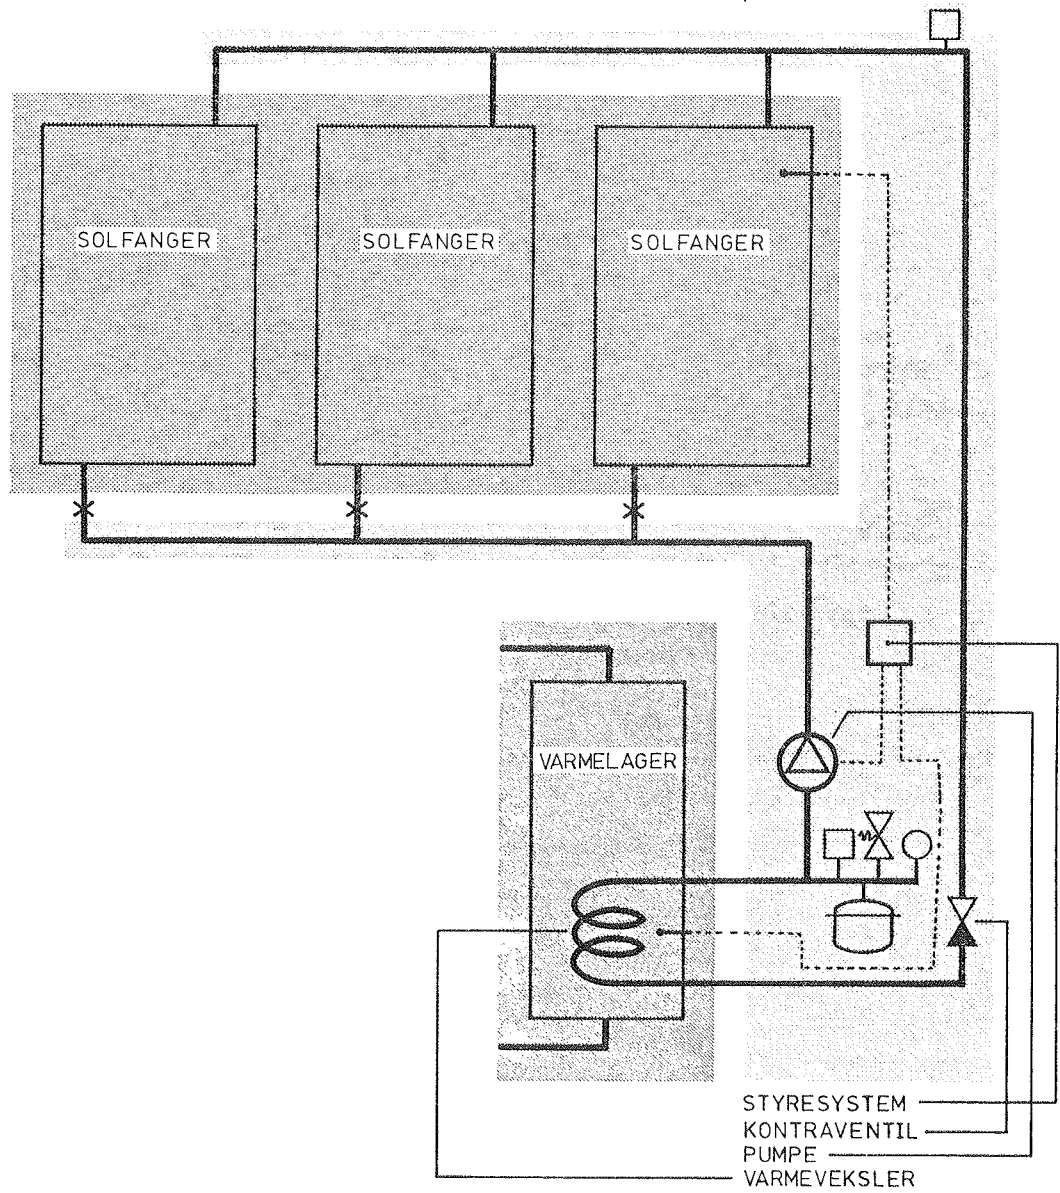 SOLFANGER
SOLFANGER
SOLFANGER
VARMELAGER
STYRESYSTEM
KONTRAVENTIL
PUMPE
VARMEVEKSLER